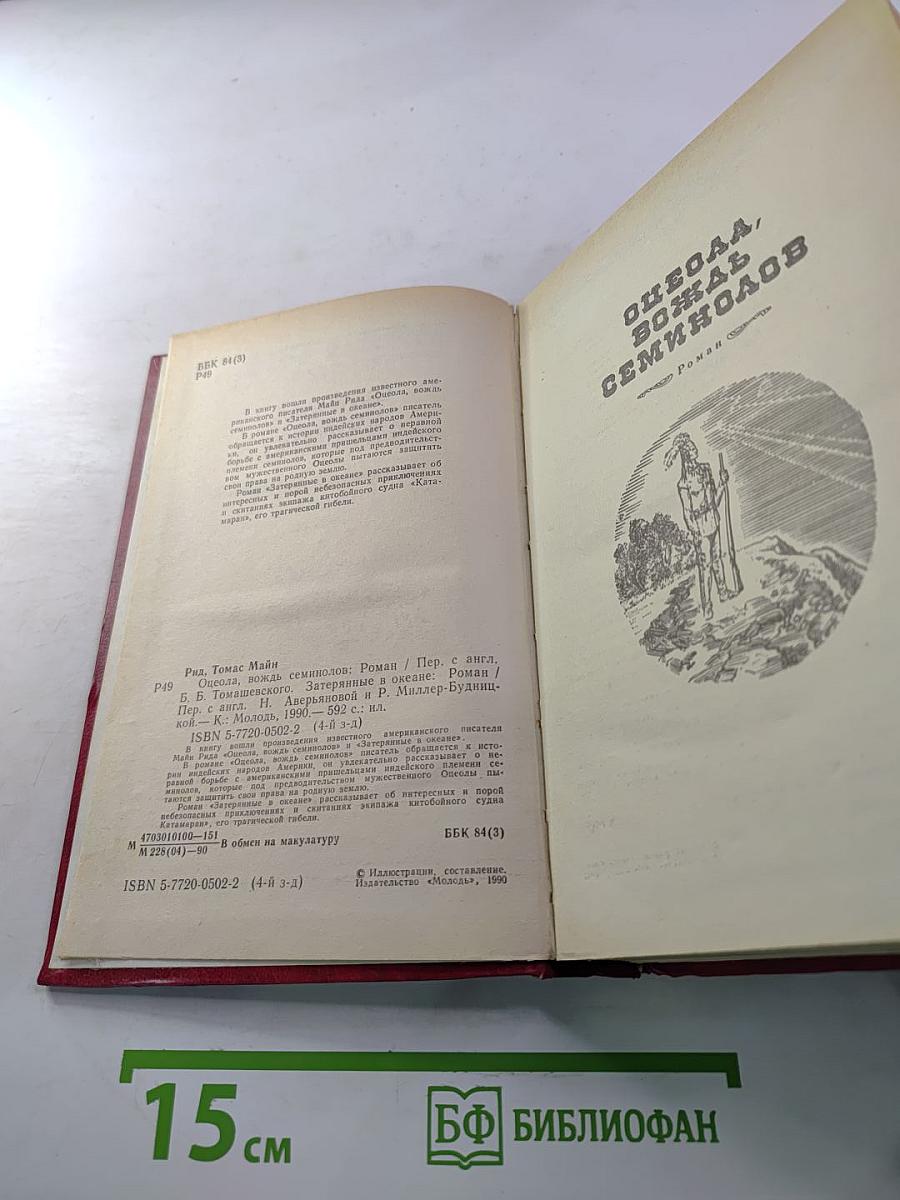 ББК 84(3)
Р49
В книгу вошли произведения известного аме-
риканского писателя Майн Рида «Оцеола, вождь
семинолов» и «Затерянные в океане».
В романе «Оцеола, вождь семинолов» писатель
обращается к истории индейских народов Амери-
ки, он увлекательно рассказывает о неравной
борьбе с американскими пришельцами индейского
племени семинолов, которые под предводительст-
вом мужественного Оцеолы пытаются защитить
свои права на родную землю.
Роман «Затерянные в океане» рассказывает об
интересных и порой небезопасных приключениях
и скитаниях экипажа китобойного судна «Ката-
маран», его трагической гибели.
Рид, Томас Майн
Р49 Оцеола, вождь семинолов: Роман / Пер. с англ.
Б. Б. Томашевского. Затерянные в океане: Роман /
Пер. с англ. Н. Аверьяновой и Р. Миллер-Будниц-
кой.— К.: Молодь, 1990.— 592 с.: ил.
ISBN 5-7720-0502-2 (4-й з-д)
В книгу вошли произведения известного американского писателя
Майн Рида «Оцеола, вождь семинолов» и «Затерянные в океане».
В романе «Оцеола, вождь семинолов» писатель обращается к исто-
рии индейских народов Америки, он увлекательно рассказывает о не-
равной борьбе с американскими пришельцами индейского племени се-
минолов, которые под предводительством мужественного Оцеолы пы-
таются защитить свои права на родную землю.
Роман «Затерянные в океане» рассказывает об интересных и порой
небезопасных приключениях и скитаниях экипажа китобойного судна
Катамаран», его трагической гибели.
М 4703010100—151
М228(04)—90 В обмен на макулатуру
ББК 84(3)
ISBN 5-7720-0502-2 (4-й з-д)
© Иллюстрации, составление.
Издательство «Молодь», 1990
ОЦЕОЛА,
ВОЖДЬ
СЕМИНОЛОВ
Роман
15 см
БФ БИБЛИОФАН